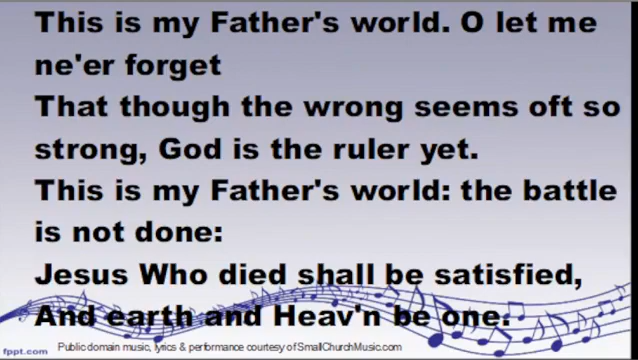 This is my Father's world. O let me
ne'er forget
That though the wrong seems oft so
strong, God is the ruler yet.
This is my Father's world: the battle
is not done:
Jesus Who died shall be satisfied,
And earth and Heav'n be one.
fppt.com
Public domain music, lyrics & performance courtesy of SmallChurchMusic.com